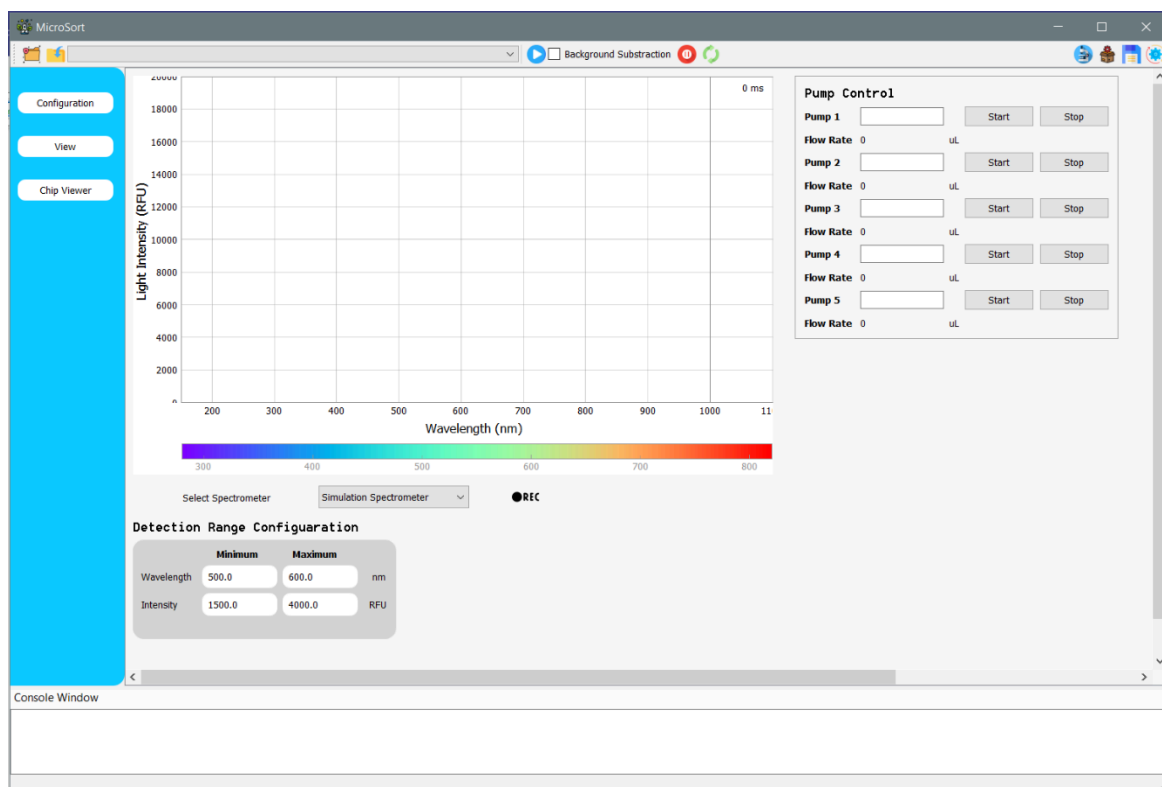 MicroSort
Background Substraction
Configuration
View
Chip Viewer
20000
18000
16000
14000
12000
10000
8000
6000
4000
2000
0
Light Intensity (RFU)
0 ms
200 300 400 500 600 700 800 900 1000 11
Wavelength (nm)
300 400 500 600 700 800
Select Spectrometer Simulation Spectrometer REC
Detection Range Configuaration
Minimum Maximum
Wavelength 500.0 600.0 nm
Intensity 1500.0 4000.0 RFU
Pump Control
Pump 1 Start Stop
Flow Rate 0 uL
Pump 2 Start Stop
Flow Rate 0 uL
Pump 3 Start Stop
Flow Rate 0 uL
Pump 4 Start Stop
Flow Rate 0 uL
Pump 5 Start Stop
Flow Rate 0 uL
Console Window